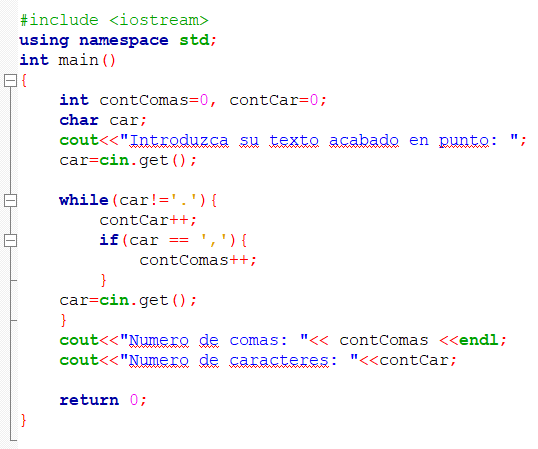 #include <iostream>
using namespace std;
int main()
{
    int contComas=0, contCar=0;
    char car;
    cout<<"Introduzca su texto acabado en punto: ";
    car=cin.get();

    while(car!='.'){
        contCar++;
        if(car == ','){
            contComas++;
        }
    car=cin.get();
    }
    cout<<"Numero de comas: "<< contComas <<endl;
    cout<<"Numero de caracteres: "<<contCar;

    return 0;
}